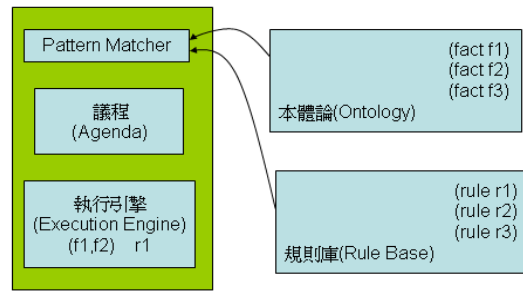 Pattern Matcher
議程
(Agenda)
執行引擎
(Execution Engine)
(f1,f2) r1
(fact f1)
(fact f2)
(fact f3)
本體論(Ontology)
(rule r1)
(rule r2)
(rule r3)
規則庫(Rule Base)